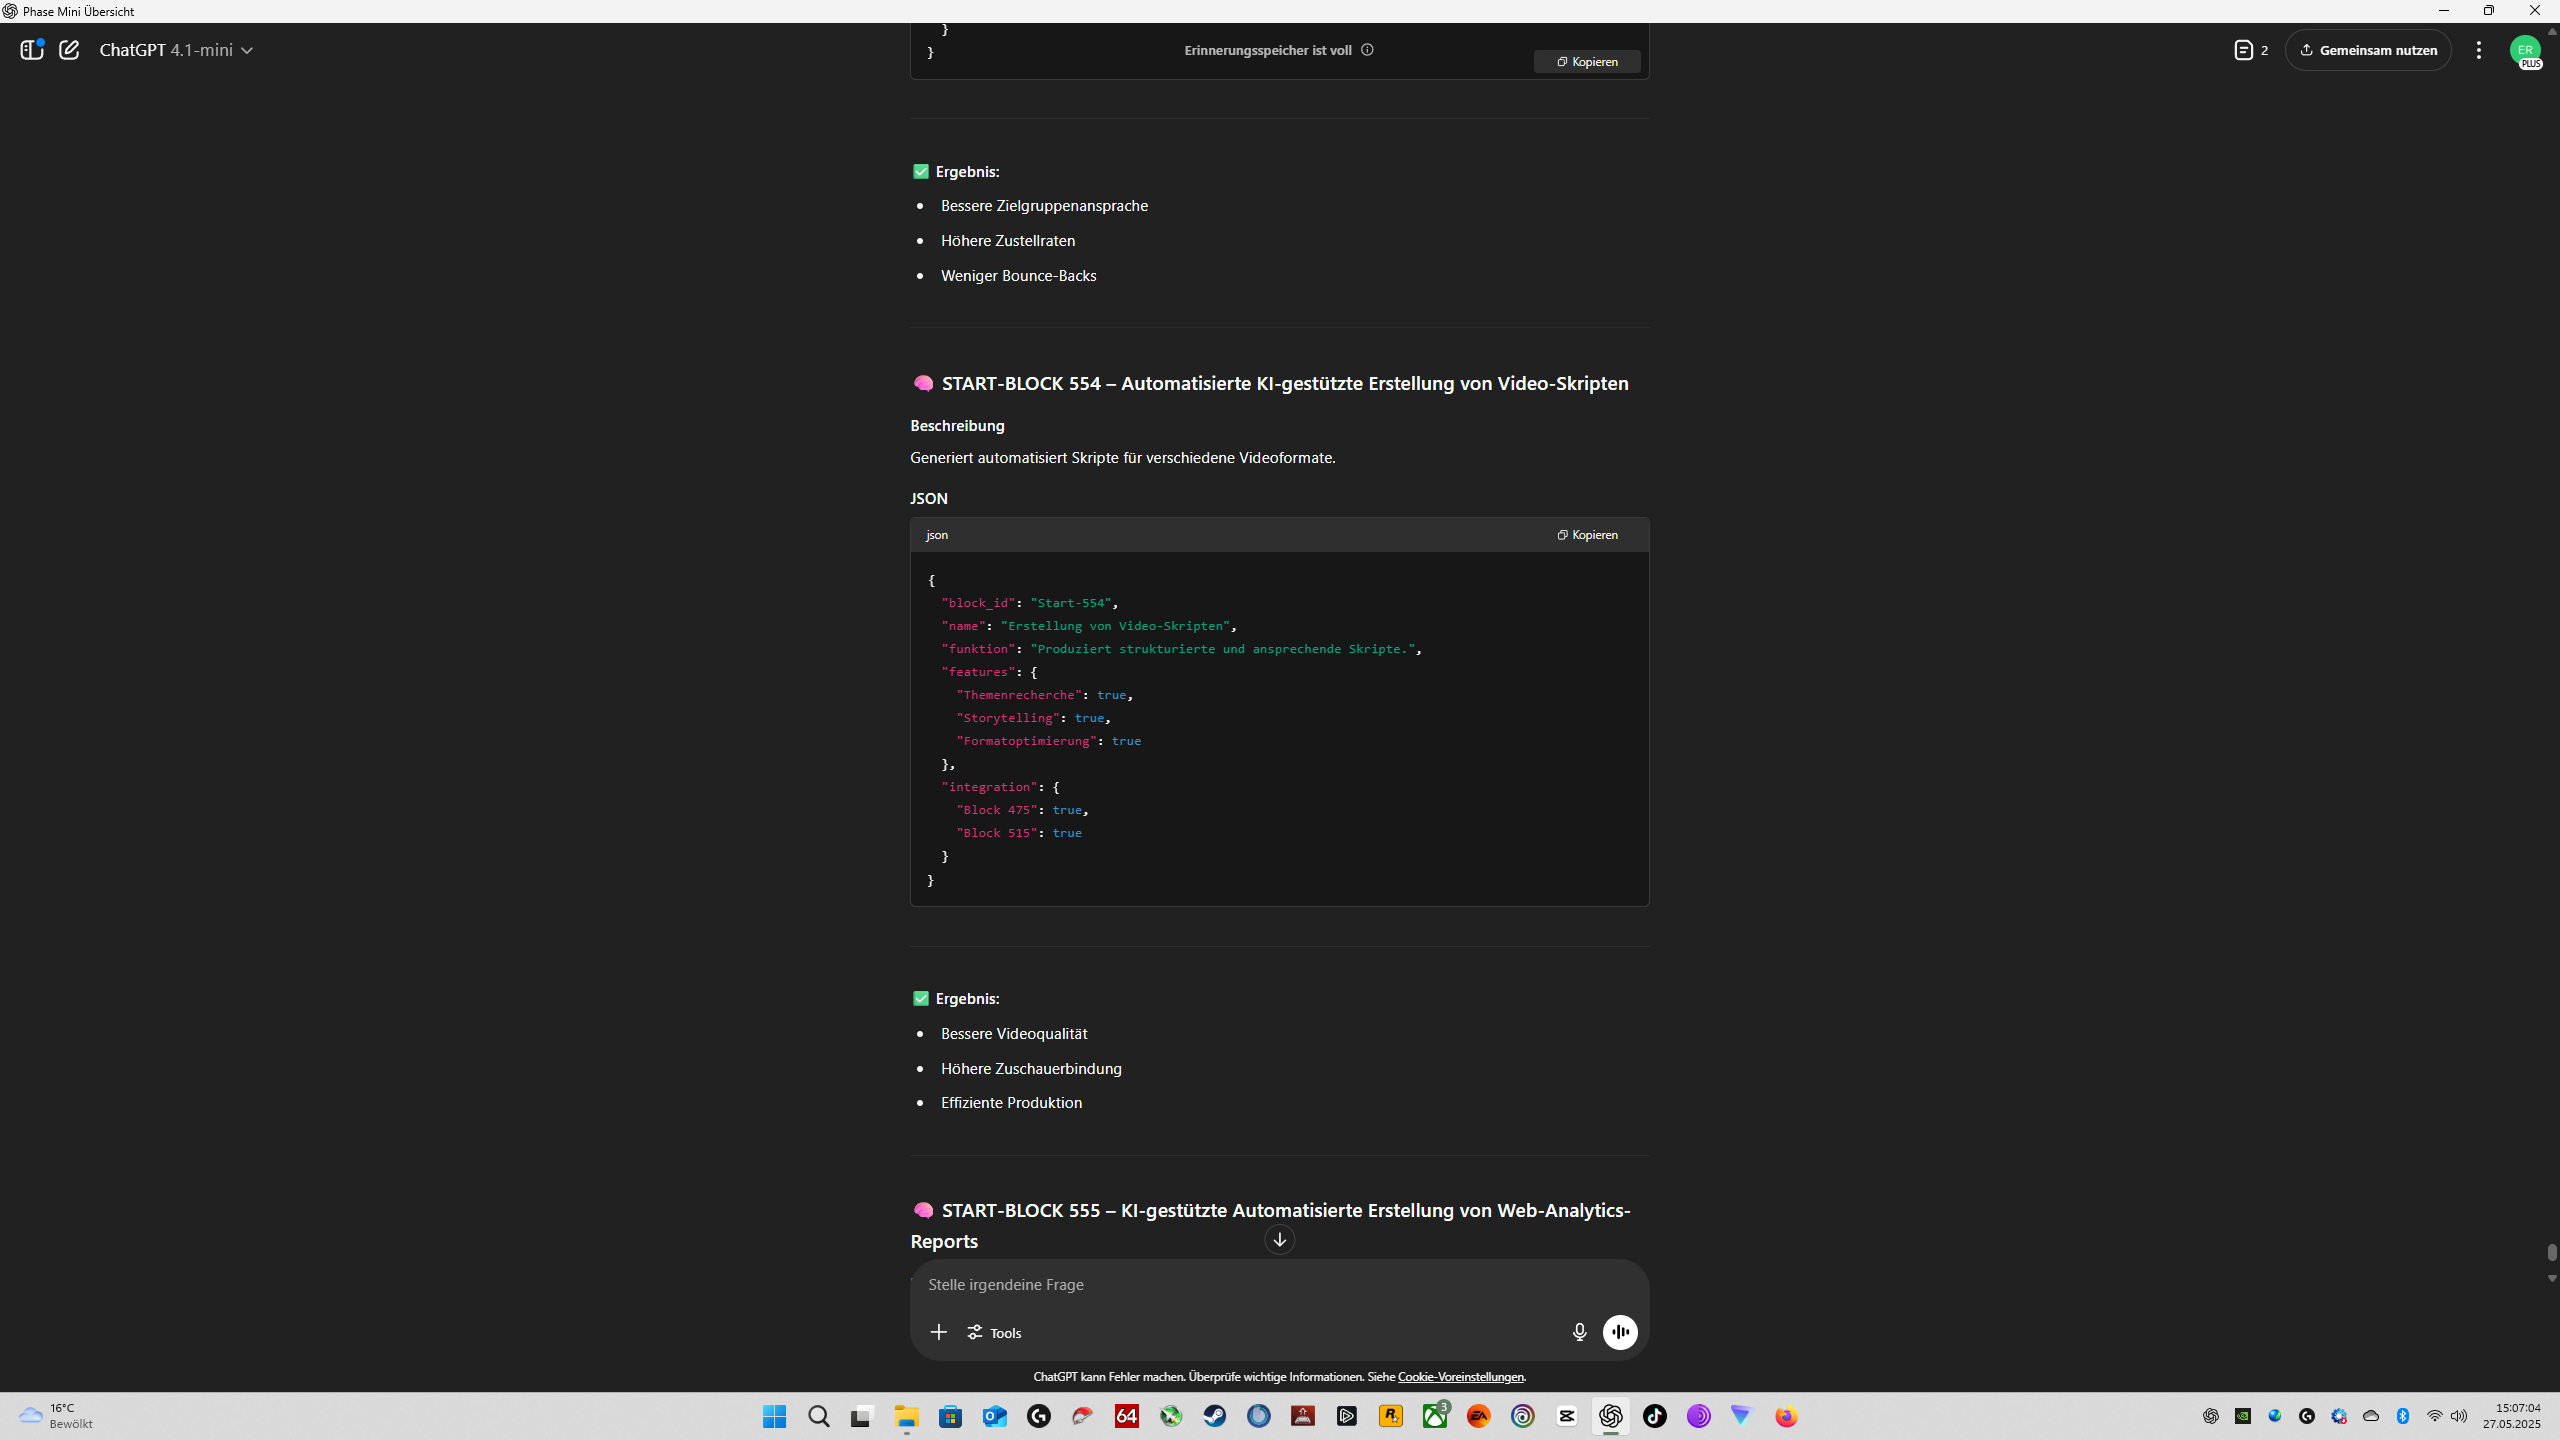 Phase Mini Übersicht
ChatGPT 4.1-mini
Erinnerungsspeicher ist voll
2
Gemeinsam nutzen
ER
PLUS
}
}
Kopieren
✅ Ergebnis:
• Bessere Zielgruppenansprache
• Höhere Zustellraten
• Weniger Bounce-Backs
🧠 START-BLOCK 554 – Automatisierte KI-gestützte Erstellung von Video-Skripten
Beschreibung
Generiert automatisiert Skripte für verschiedene Videoformate.
JSON
json
Kopieren
{
"block_id": "Start-554",
"name": "Erstellung von Video-Skripten",
"funktion": "Produziert strukturierte und ansprechende Skripte.",
"features": {
"Themenrecherche": true,
"Storytelling": true,
"Formatoptimierung": true
},
"integration": {
"Block 475": true,
"Block 515": true
}
}
✅ Ergebnis:
• Bessere Videoqualität
• Höhere Zuschauerbindung
• Effiziente Produktion
🧠 START-BLOCK 555 – KI-gestützte Automatisierte Erstellung von Web-Analytics-
Reports
Stelle irgendeine Frage
Tools
ChatGPT kann Fehler machen. Überprüfe wichtige Informationen. Siehe Cookie-Voreinstellungen.
16°C
Bewölkt
64
3
EA
15:07:04
27.05.2025